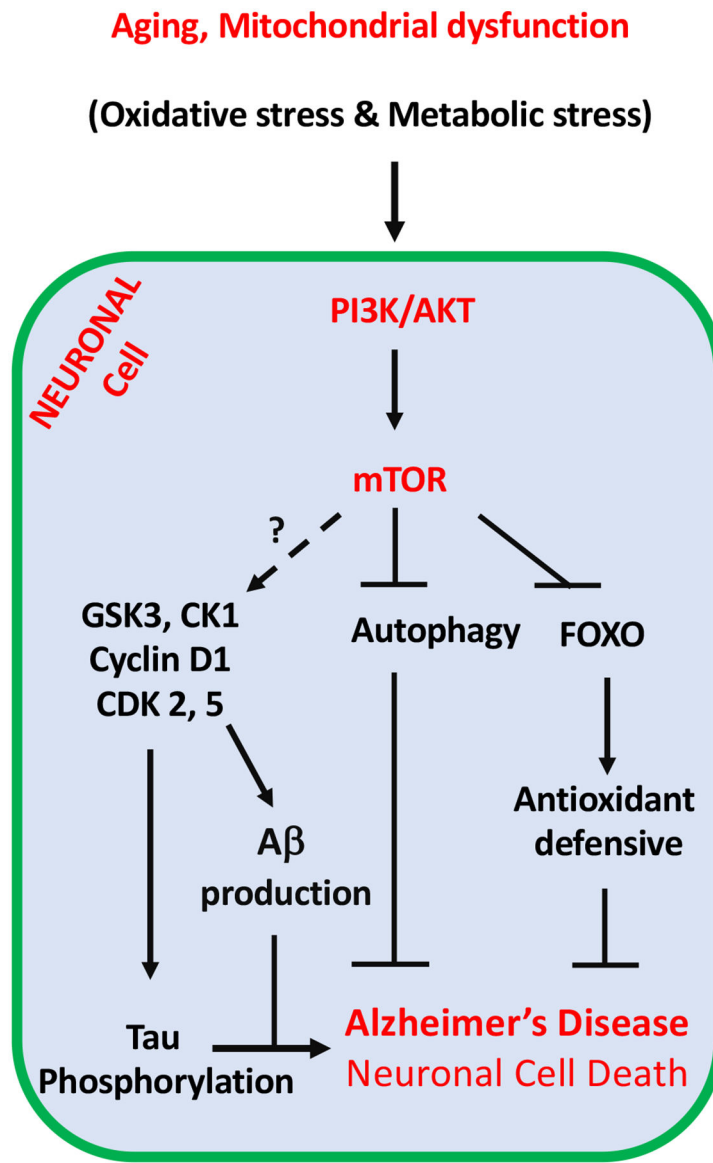 Aging, Mitochondrial dysfunction
(Oxidative stress & Metabolic stress)
NEURONAL
Cell
PI3K/AKT
mTOR
?
GSK3, CK1
Cyclin D1
CDK 2, 5
Autophagy
FOXO
Antioxidant
defensive
Aβ
production
Tau
Phosphorylation
Alzheimer’s Disease
Neuronal Cell Death